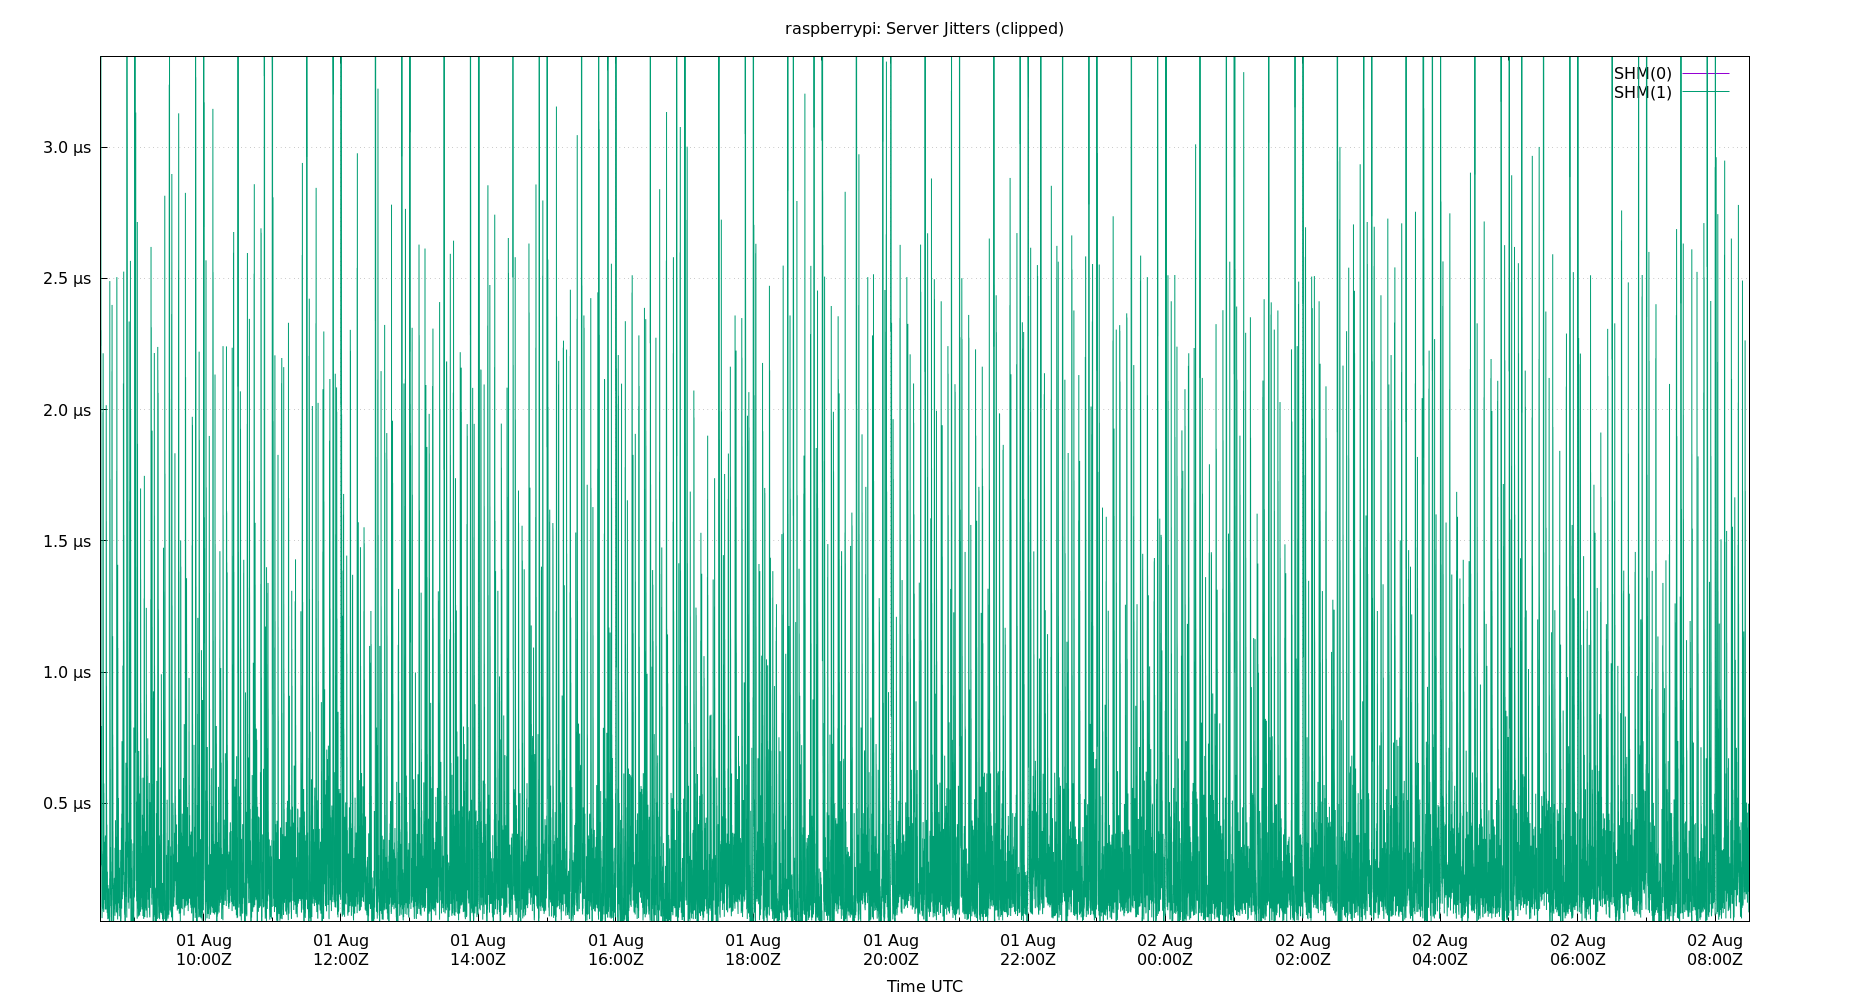 raspberrypi: Server Jitters (clipped)
SHM(0)
SHM(1)
3.0 µs
2.5 µs
2.0 µs
1.5 µs
1.0 µs
0.5 µs
01 Aug 01 Aug 01 Aug 01 Aug 01 Aug 01 Aug 01 Aug 02 Aug 02 Aug 02 Aug 02 Aug 02 Aug
10:00Z 12:00Z 14:00Z 16:00Z 18:00Z 20:00Z 22:00Z 00:00Z 02:00Z 04:00Z 06:00Z 08:00Z
Time UTC